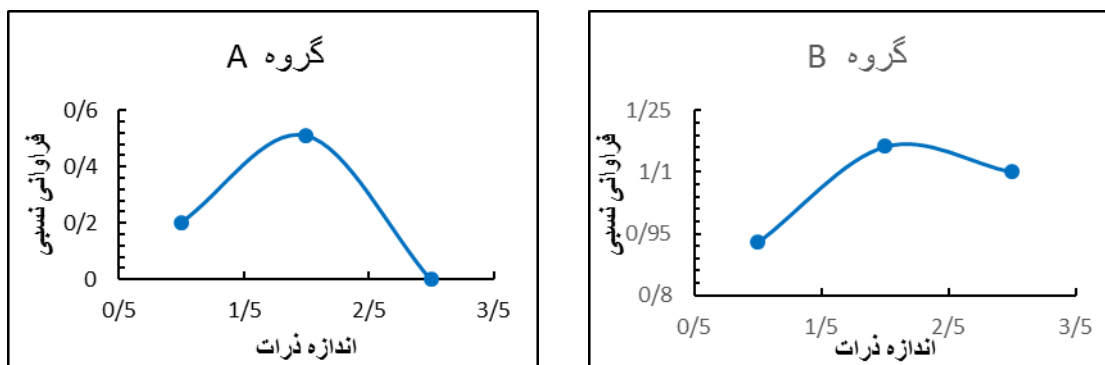 گروه A
فراوانی نسبی
0/6
0/4
0/2
0
0/5 1/5 2/5 3/5
اندازه ذرات
گروه B
فراوانی نسبی
1/25
1/1
0/95
0/8
0/5 1/5 2/5 3/5
اندازه ذرات